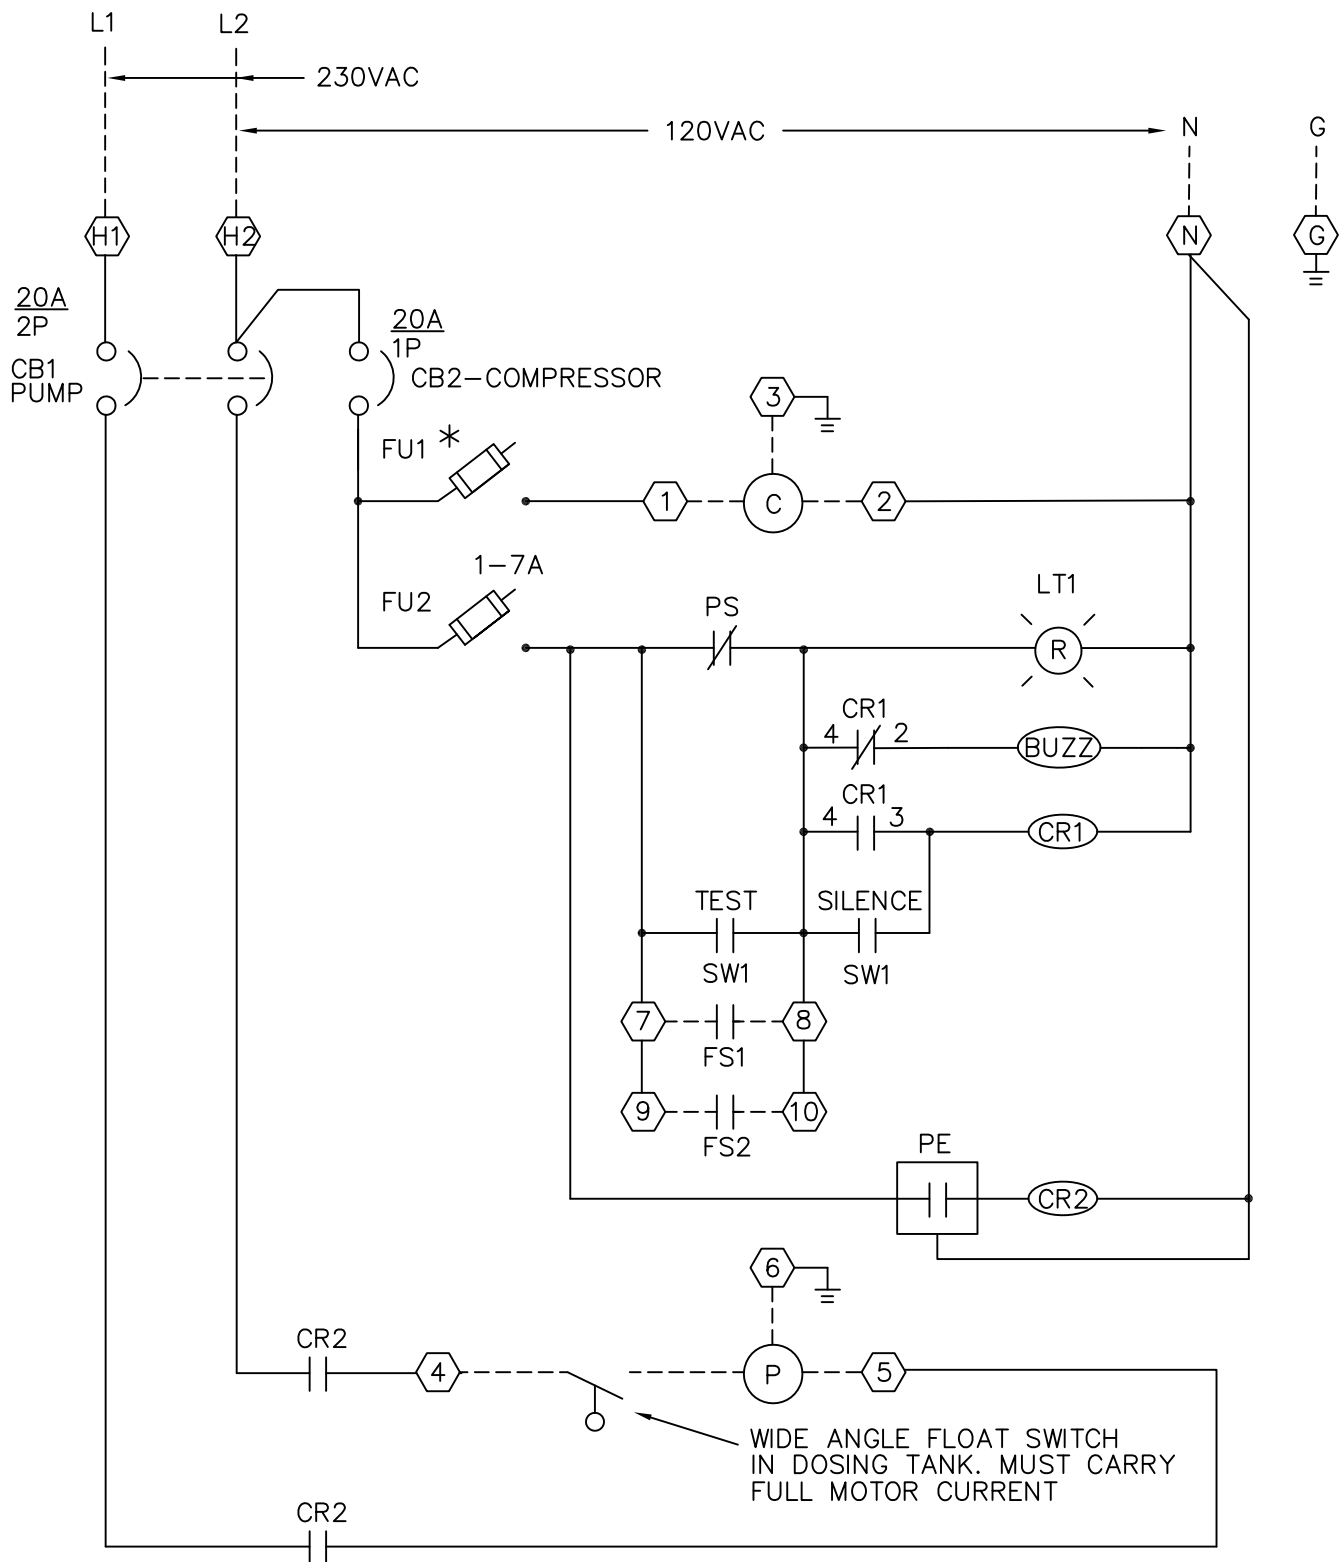 L1 L2
230VAC
120VAC N G
H1 H2 N G
20A
2P
CB1
PUMP
20A
1P
CB2-COMPRESSOR
3
FU1 *
1 C 2
1-7A
FU2
PS
LT1
R
CR1
4 2
BUZZ
CR1
4 3
CR1
TEST SILENCE
SW1 SW1
7 8
FS1
9 10
FS2
PE
CR2
6
CR2
4 P 5
WIDE ANGLE FLOAT SWITCH
IN DOSING TANK. MUST CARRY
FULL MOTOR CURRENT
CR2